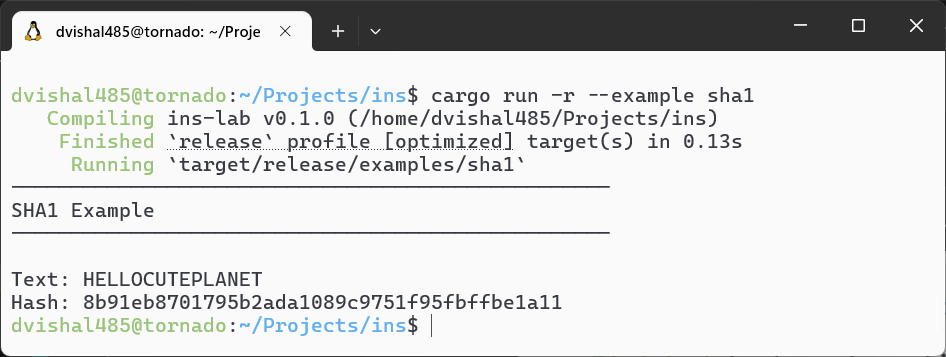 dvishal485@tornado: ~/Proje
dvishal485@tornado:~/Projects/ins$ cargo run -r --example sha1
Compiling ins-lab v0.1.0 (/home/dvishal485/Projects/ins)
Finished `release` profile [optimized] target(s) in 0.13s
Running `target/release/examples/sha1`
SHA1 Example
Text: HELLOCUTEPLANET
Hash: 8b91eb8701795b2ada1089c9751f95fbffbe1a11
dvishal485@tornado:~/Projects/ins$